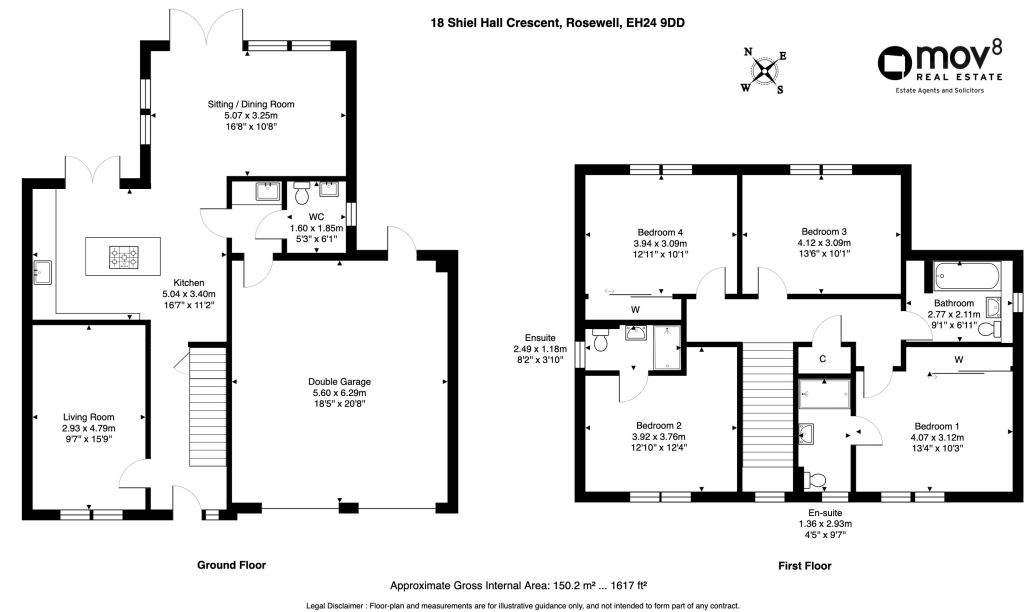 18 Shiel Hall Crescent, Rosewell, EH24 9DD
N
E
W
S
mov8
REAL ESTATE
Estate Agents and Solicitors
Sitting / Dining Room
5.07 x 3.25m
16'8" x 10'8"
WC
1.60 x 1.85m
5'3" x 6'1"
Kitchen
5.04 x 3.40m
16'7" x 11'2"
Double Garage
5.60 x 6.29m
18'5" x 20'8"
Living Room
2.93 x 4.79m
9'7" x 15'9"
Ground Floor
Bedroom 4
3.94 x 3.09m
12'11" x 10'1"
W
Bedroom 3
4.12 x 3.09m
13'6" x 10'1"
Bathroom
2.77 x 2.11m
9'1" x 6'11"
Ensuite
2.49 x 1.18m
8'2" x 3'10"
C
W
Bedroom 2
3.92 x 3.76m
12'10" x 12'4"
Bedroom 1
4.07 x 3.12m
13'4" x 10'3"
En-suite
1.36 x 2.93m
4'5" x 9'7"
First Floor
Approximate Gross Internal Area: 150.2 m² ... 1617 ft²
Legal Disclaimer : Floor-plan and measurements are for illustrative guidance only, and not intended to form part of any contract.